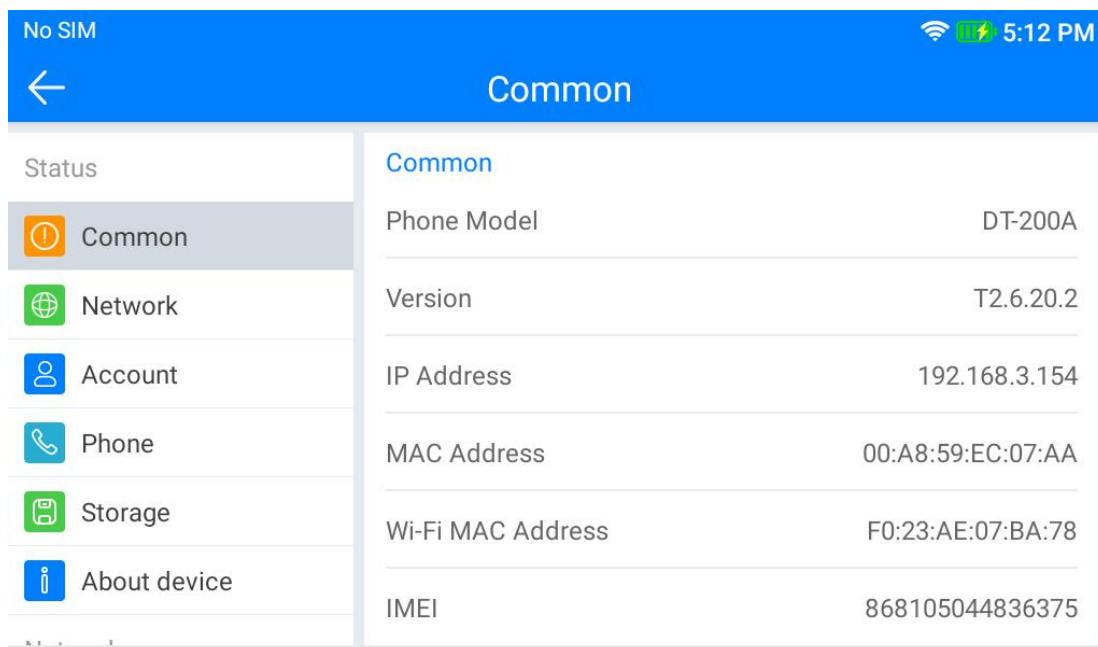 No SIM
5:12 PM
Common
Status
Common
Network
Account
Phone
Storage
About device
Common
Phone Model DT-200A
Version T2.6.20.2
IP Address 192.168.3.154
MAC Address 00:A8:59:EC:07:AA
Wi-Fi MAC Address F0:23:AE:07:BA:78
IMEI 868105044836375